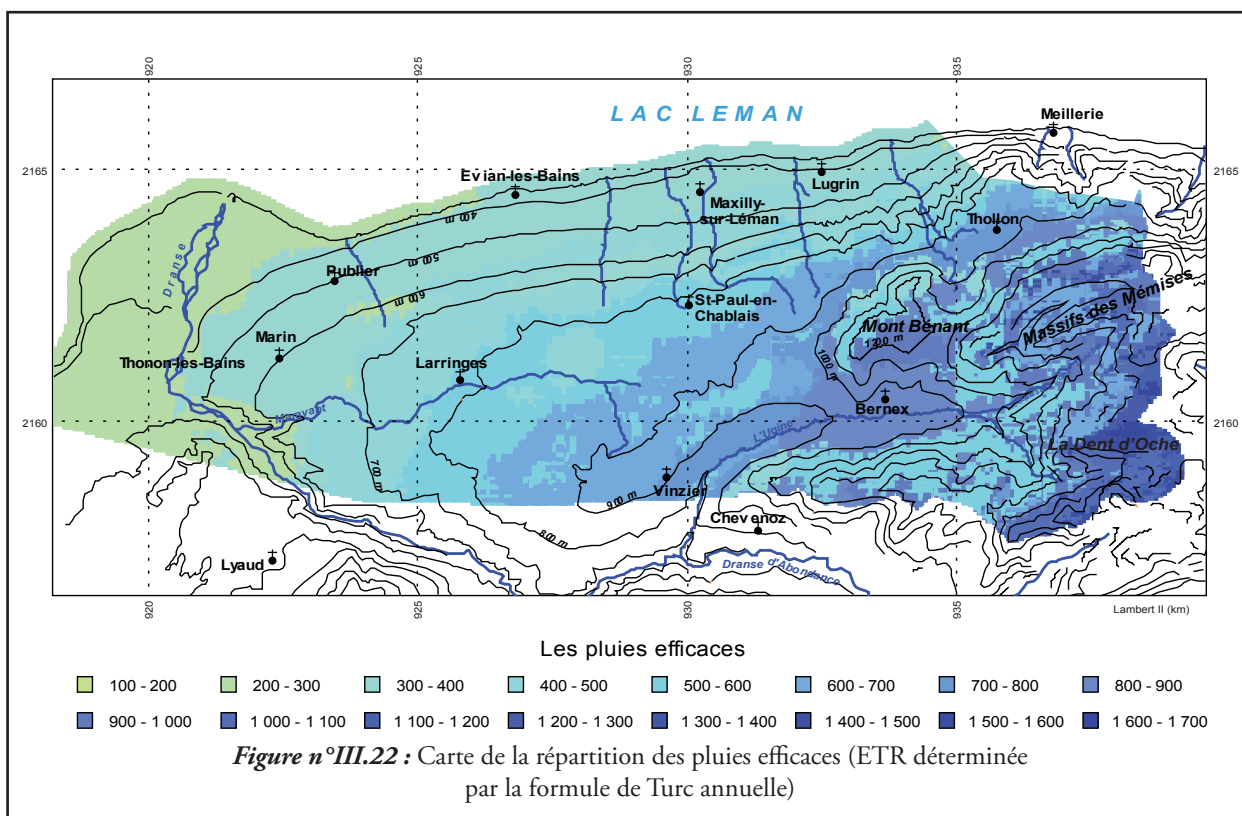 920
925
930
935
LAC LEMAN
Meillerie
2165
2165
Evian-les-Bains
Lugrin
Maxilly-
sur-Léman
400 m
Thollon
Dranse
500 m
Publier
600 m
St-Paul-en-
Chablais
Massifs des Mémises
Mont Bénant
1200 m
1000 m
Marin
Thonon-les-Bains
Larringes
Bernex
Maravant
L'Ugine
2160
2160
La Dent d'Oche
700 m
Vinzier
900 m
Chevenoz
800 m
Lyaud
Dranse d'Abondance
920
925
930
935
Lambert II (km)
Les pluies efficaces
100 - 200
200 - 300
300 - 400
400 - 500
500 - 600
600 - 700
700 - 800
800 - 900
900 - 1 000
1 000 - 1 100
1 100 - 1 200
1 200 - 1 300
1 300 - 1 400
1 400 - 1 500
1 500 - 1 600
1 600 - 1 700
Figure n°III.22 : Carte de la répartition des pluies efficaces (ETR déterminée
par la formule de Turc annuelle)